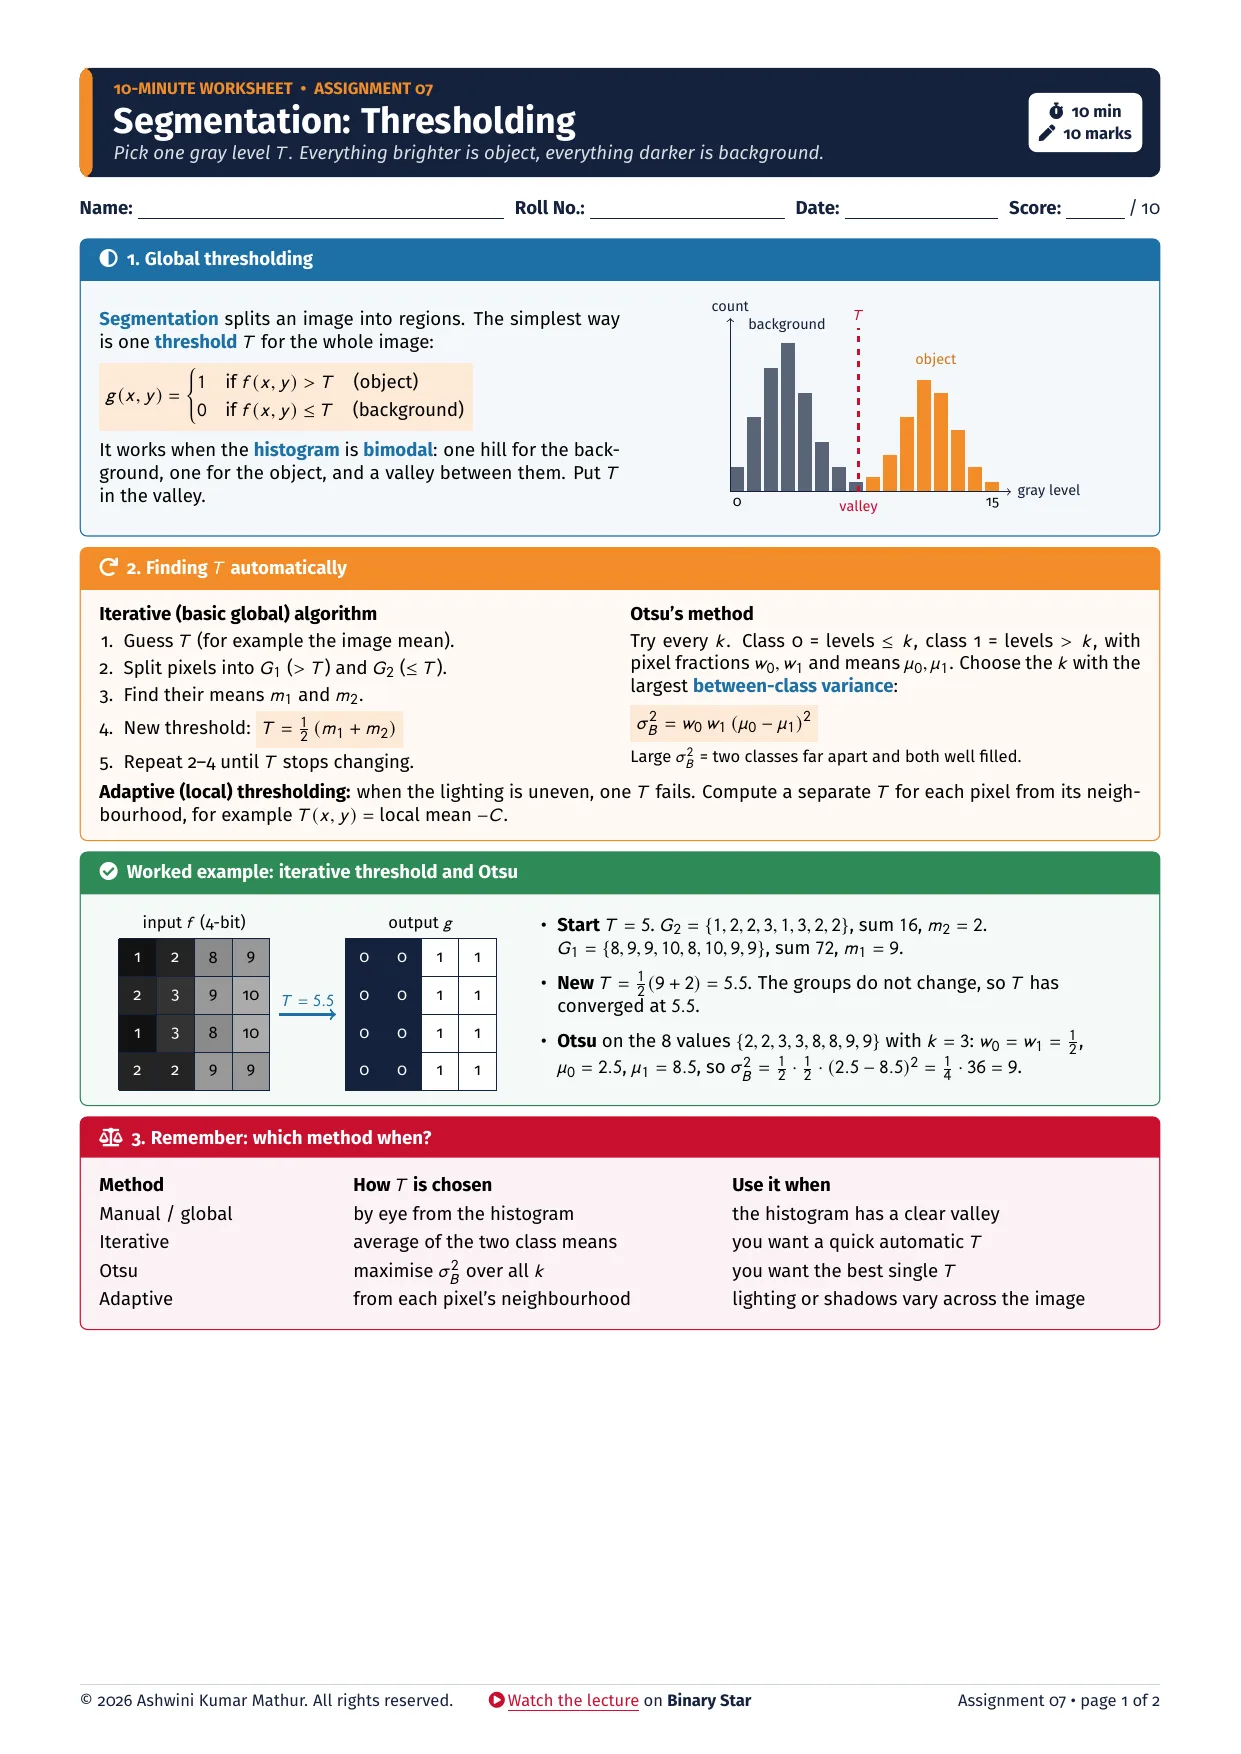 10-MINUTE WORKSHEET • ASSIGNMENT 07
Segmentation: Thresholding
Pick one gray level T. Everything brighter is object, everything darker is background.
10 min
10 marks
Name: Roll No.: Date: Score: / 10
1. Global thresholding
Segmentation splits an image into regions. The simplest way
is one threshold T for the whole image:
g(x, y) = { 1 if f(x, y) > T (object)
0 if f(x, y) ≤ T (background)
It works when the histogram is bimodal: one hill for the back-
ground, one for the object, and a valley between them. Put T
in the valley.
count
background
T
object
gray level
0
valley
15
2. Finding T automatically
Iterative (basic global) algorithm
1. Guess T (for example the image mean).
2. Split pixels into G₁ (> T) and G₂ (≤ T).
3. Find their means m₁ and m₂.
4. New threshold: T = ½ (m₁ + m₂)
5. Repeat 2–4 until T stops changing.
Otsu's method
Try every k. Class 0 = levels ≤ k, class 1 = levels > k, with
pixel fractions w₀, w₁ and means μ₀, μ₁. Choose the k with the
largest between-class variance:
σ²_B = w₀ w₁ (μ₀ − μ₁)²
Large σ²_B = two classes far apart and both well filled.
Adaptive (local) thresholding: when the lighting is uneven, one T fails. Compute a separate T for each pixel from its neigh-
bourhood, for example T(x, y) = local mean −C.
Worked example: iterative threshold and Otsu
input f (4-bit)
1 2 8 9
2 3 9 10
1 3 8 10
2 2 9 9
T = 5.5
output g
0 0 1 1
0 0 1 1
0 0 1 1
0 0 1 1
• Start T = 5. G₂ = {1, 2, 2, 3, 1, 3, 2, 2}, sum 16, m₂ = 2.
G₁ = {8, 9, 9, 10, 8, 10, 9, 9}, sum 72, m₁ = 9.
• New T = ½(9 + 2) = 5.5. The groups do not change, so T has
converged at 5.5.
• Otsu on the 8 values {2, 2, 3, 3, 8, 8, 9, 9} with k = 3: w₀ = w₁ = ½,
μ₀ = 2.5, μ₁ = 8.5, so σ²_B = ½ · ½ · (2.5 − 8.5)² = ¼ · 36 = 9.
3. Remember: which method when?
Method How T is chosen Use it when
Manual / global by eye from the histogram the histogram has a clear valley
Iterative average of the two class means you want a quick automatic T
Otsu maximise σ²_B over all k you want the best single T
Adaptive from each pixel's neighbourhood lighting or shadows vary across the image
© 2026 Ashwini Kumar Mathur. All rights reserved. Watch the lecture on Binary Star Assignment 07 • page 1 of 2